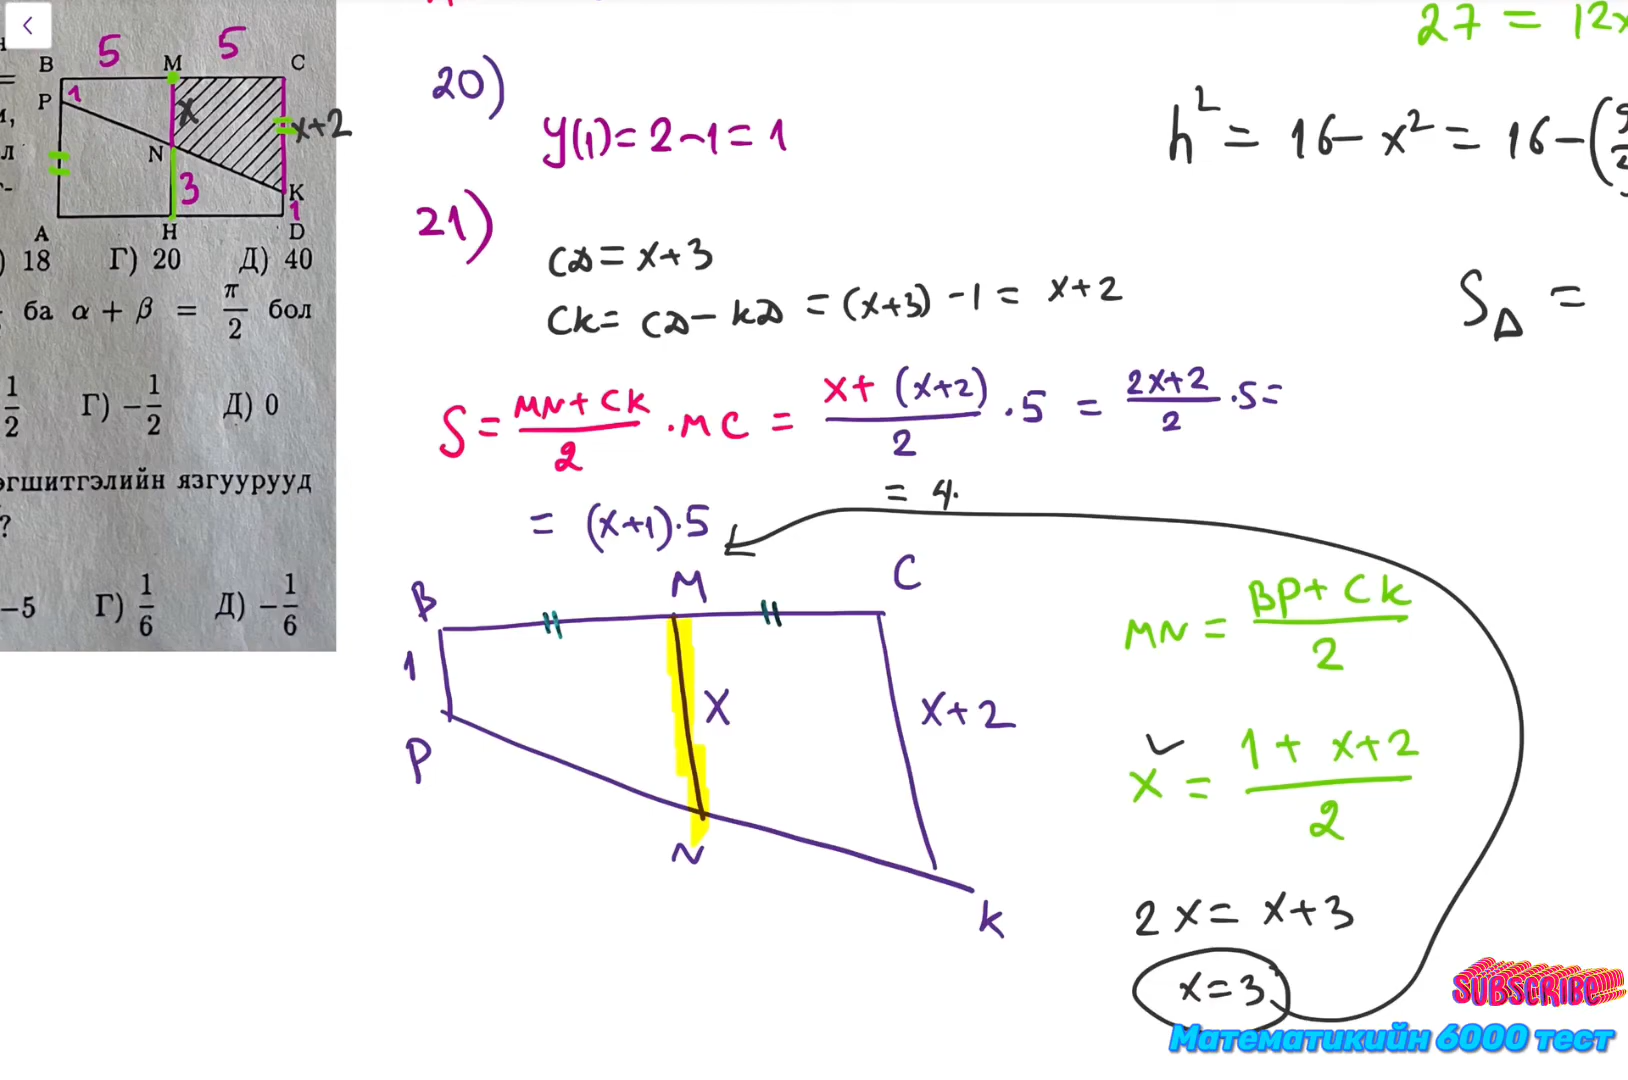 5 5
B M C
=
P 1 x x+2
м,
N
3 K
1
A H D
18 Г) 20 Д) 40
ба α + β = π/2 бол
1/2 Г) −1/2 Д) 0
эгшитгэлийн язгуурууд
?
−5 Г) 1/6 Д) −1/6
20)
y(1)= 2−1= 1
21)
CD= x+3
CK= CD− KD = (x+3) −1= x+2
S= MN+CK/2 ·MC = x+ (x+2)/2 ·5 = 2x+2/2 ·5=
= (x+1)·5
= 4.
B M C
1 x x+2
P
N
K
27 = 12x
h² = 16− x² = 16−(
S△ =
MN = BP+ CK/2
x = 1+ x+2/2
2x= x+3
x=3
SUBSCRIBE
Математикийн 6000 тест